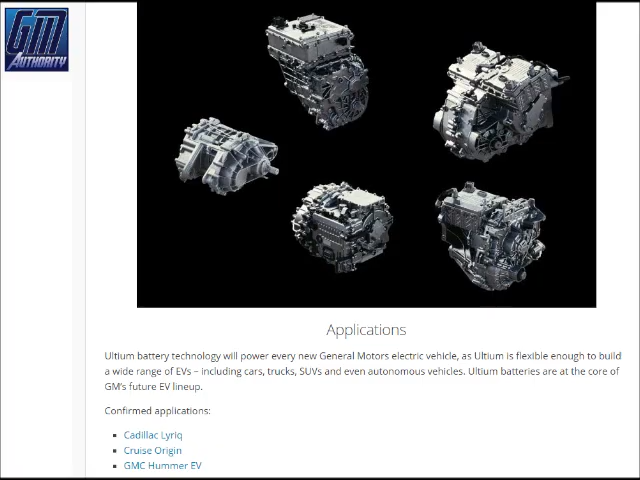 GM
AUTHORITY
Applications
Ultium battery technology will power every new General Motors electric vehicle, as Ultium is flexible enough to build
a wide range of EVs – including cars, trucks, SUVs and even autonomous vehicles. Ultium batteries are at the core of
GM's future EV lineup.
Confirmed applications:
Cadillac Lyriq
Cruise Origin
GMC Hummer EV